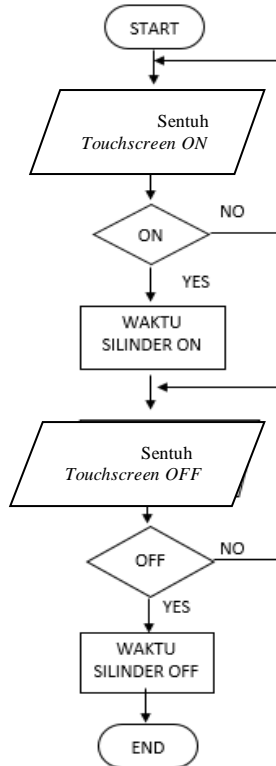 START
Sentuh
Touchscreen ON
NO
ON
YES
WAKTU
SILINDER ON
Sentuh
Touchscreen OFF
OFF
NO
YES
WAKTU
SILINDER OFF
END